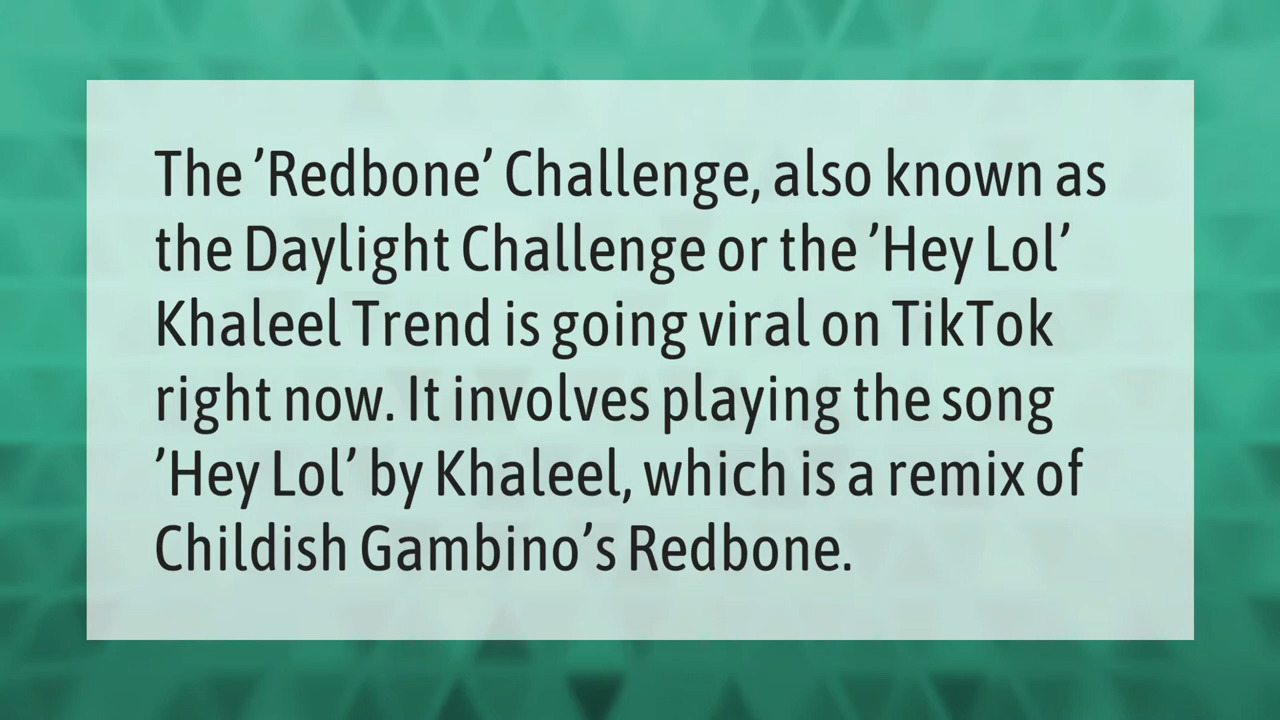 The ’Redbone’ Challenge, also known as
the Daylight Challenge or the ’Hey Lol’
Khaleel Trend is going viral on TikTok
right now. It involves playing the song
’Hey Lol’ by Khaleel, which is a remix of
Childish Gambino’s Redbone.